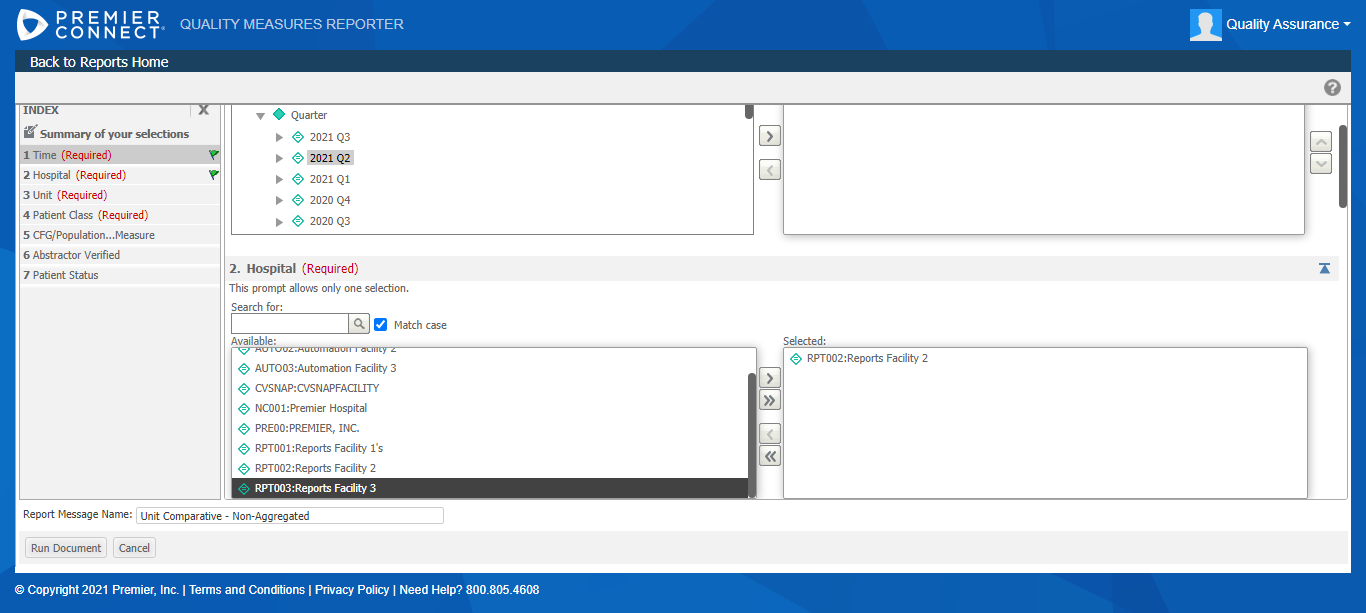 PREMIER CONNECT QUALITY MEASURES REPORTER
Quality Assurance
Back to Reports Home
INDEX
Summary of your selections
1 Time (Required)
2 Hospital (Required)
3 Unit (Required)
4 Patient Class (Required)
5 CFG/Population...Measure
6 Abstractor Verified
7 Patient Status
Quarter
2021 Q3
2021 Q2
2021 Q1
2020 Q4
2020 Q3
2. Hospital (Required)
This prompt allows only one selection.
Search for:
Match case
Available:
AUTO02:Automation Facility 2
AUTO03:Automation Facility 3
CVSNAP:CVSNAPFACILITY
NC001:Premier Hospital
PRE00:PREMIER, INC.
RPT001:Reports Facility 1's
RPT002:Reports Facility 2
RPT003:Reports Facility 3
Selected:
RPT002:Reports Facility 2
Report Message Name: Unit Comparative - Non-Aggregated
Run Document Cancel
© Copyright 2021 Premier, Inc. | Terms and Conditions | Privacy Policy | Need Help? 800.805.4608